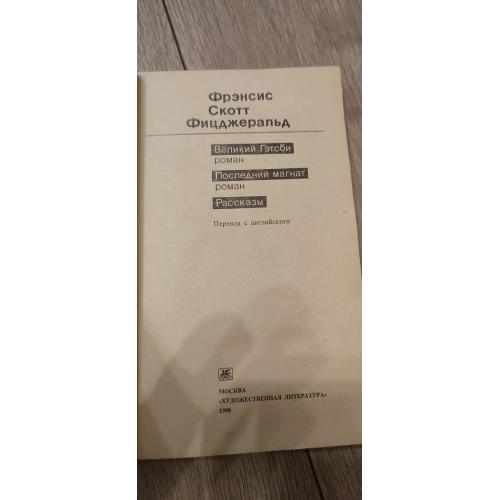 Фрэнсис
Скотт
Фицджеральд
Великий Гэтсби
роман
Последний магнат
роман
Рассказы
Перевод с английского
МОСКВА
«ХУДОЖЕСТВЕННАЯ ЛИТЕРАТУРА»
1990